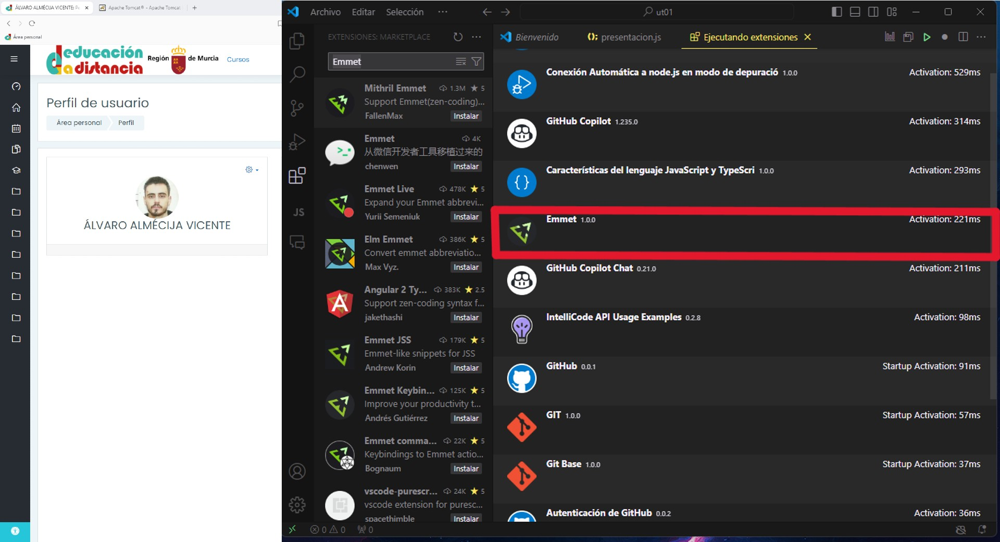 ÁLVARO ALMÉCIJA VICENTE: Pe
Apache Tomcat® - Apache Tomcat
Área personal
educación
a distancia
Región de Murcia
Cursos
Perfil de usuario
Área personal
Perfil
ÁLVARO ALMÉCIJA VICENTE
Archivo
Editar
Selección
ut01
EXTENSIONES: MARKETPLACE
Emmet
Mithril Emmet 1.3M 5
Support Emmet(zen-coding)...
FallenMax Instalar
Emmet 4K
从微信开发者工具移植过来的
chenwen Instalar
Emmet Live 478K 5
Expand your Emmet abbrevi...
Yurii Semeniuk Instalar
Elm Emmet 386K 5
Convert emmet abbreviatio...
Max Vyz. Instalar
Angular 2 Ty... 383K 2.5
Support zen-coding syntax f...
jakethashi Instalar
Emmet JSS 179K 5
Emmet-like snippets for JSS
Andrew Korin Instalar
Emmet Keybin... 125K 5
Improve your productivity t...
Andrés Gutiérrez Instalar
Emmet comma... 22K 5
Keybindings to Emmet actio...
Bognaum Instalar
vscode-purescr... 24K 5
vscode extension for puresc...
spacethimble Instalar
JS
Bienvenido
presentacion.js
Ejecutando extensiones
Conexión Automática a node.js en modo de depuració 1.0.0 Activation: 529ms
GitHub Copilot 1.235.0 Activation: 314ms
Características del lenguaje JavaScript y TypeScri 1.0.0 Activation: 293ms
Emmet 1.0.0 Activation: 221ms
GitHub Copilot Chat 0.21.0 Activation: 211ms
IntelliCode API Usage Examples 0.2.8 Activation: 98ms
GitHub 0.0.1 Startup Activation: 91ms
GIT 1.0.0 Startup Activation: 57ms
Git Base 1.0.0 Startup Activation: 37ms
Autenticación de GitHub 0.0.2 Activation: 36ms
0 0 0